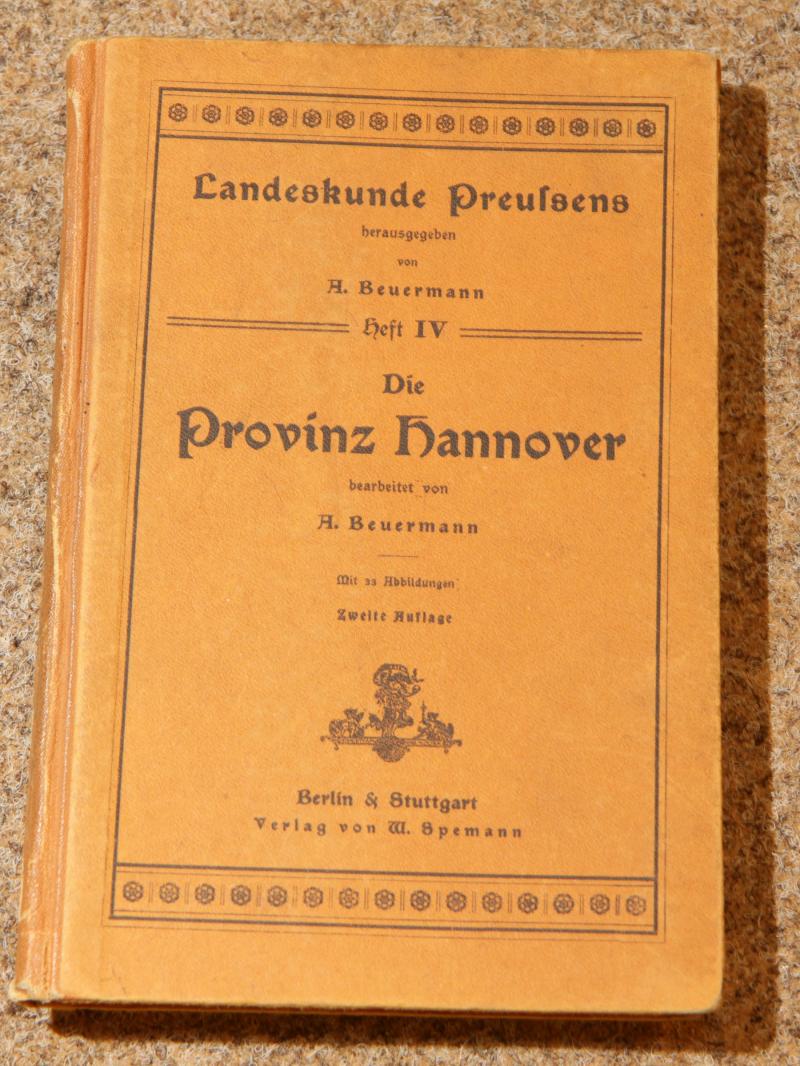 Landeskunde Preuſsens
herausgegeben
von
A. Beuermann
Heft IV
Die
Provinz Hannover
bearbeitet von
A. Beuermann
Mit 33 Abbildungen
Zweite Auflage
Berlin & Stuttgart
Verlag von W. Spemann